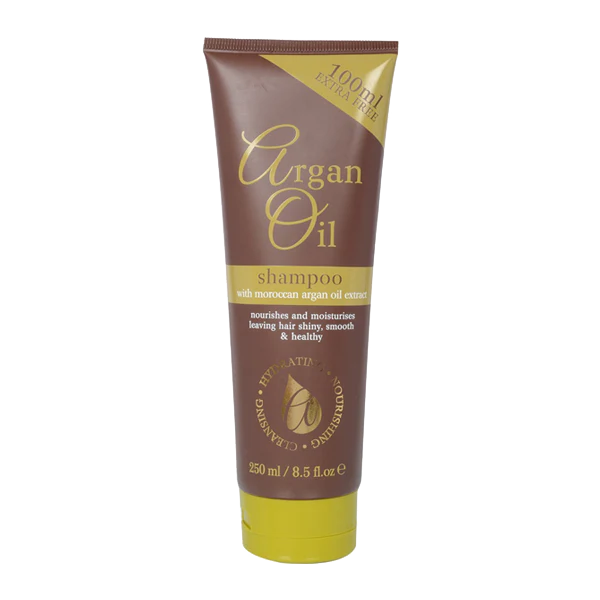 100ml
EXTRA FREE
Argan
Oil
shampoo
with moroccan argan oil extract
nourishes and moisturises
leaving hair shiny, smooth
& healthy
HYDRATING • NOURISHING • CLEANSING •
250 ml / 8.5 fl.oz ℮